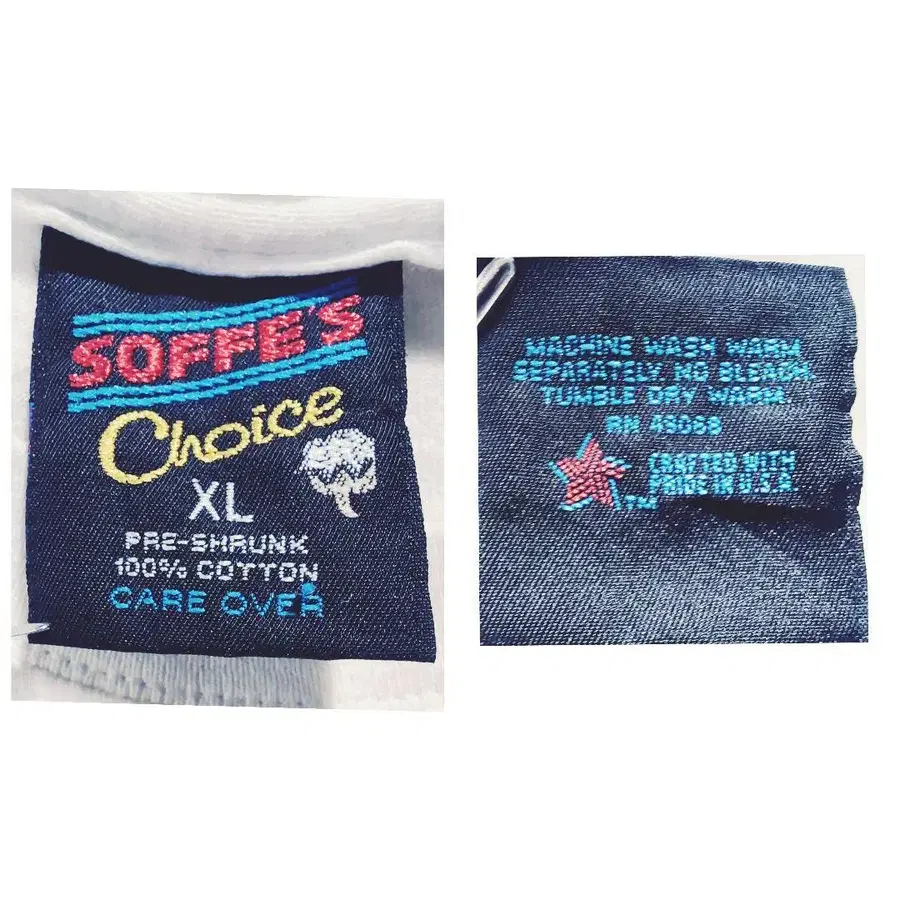 SOFFE'S
Choice
XL
PRE-SHRUNK
100% COTTON
CARE OVER
MACHINE WASH WARM
SEPARATELY, NO BLEACH,
TUMBLE DRY WARM.
RN
CRAFTED WITH
PRIDE IN U.S.A.
TM